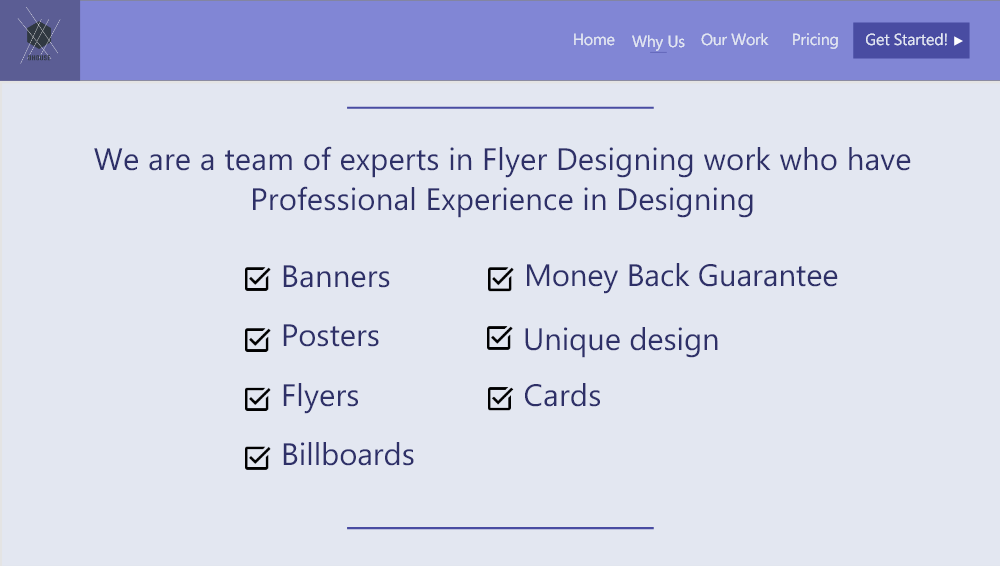 Home Why Us Our Work Pricing Get Started!
We are a team of experts in Flyer Designing work who have
Professional Experience in Designing
Banners
Posters
Flyers
Billboards
Money Back Guarantee
Unique design
Cards